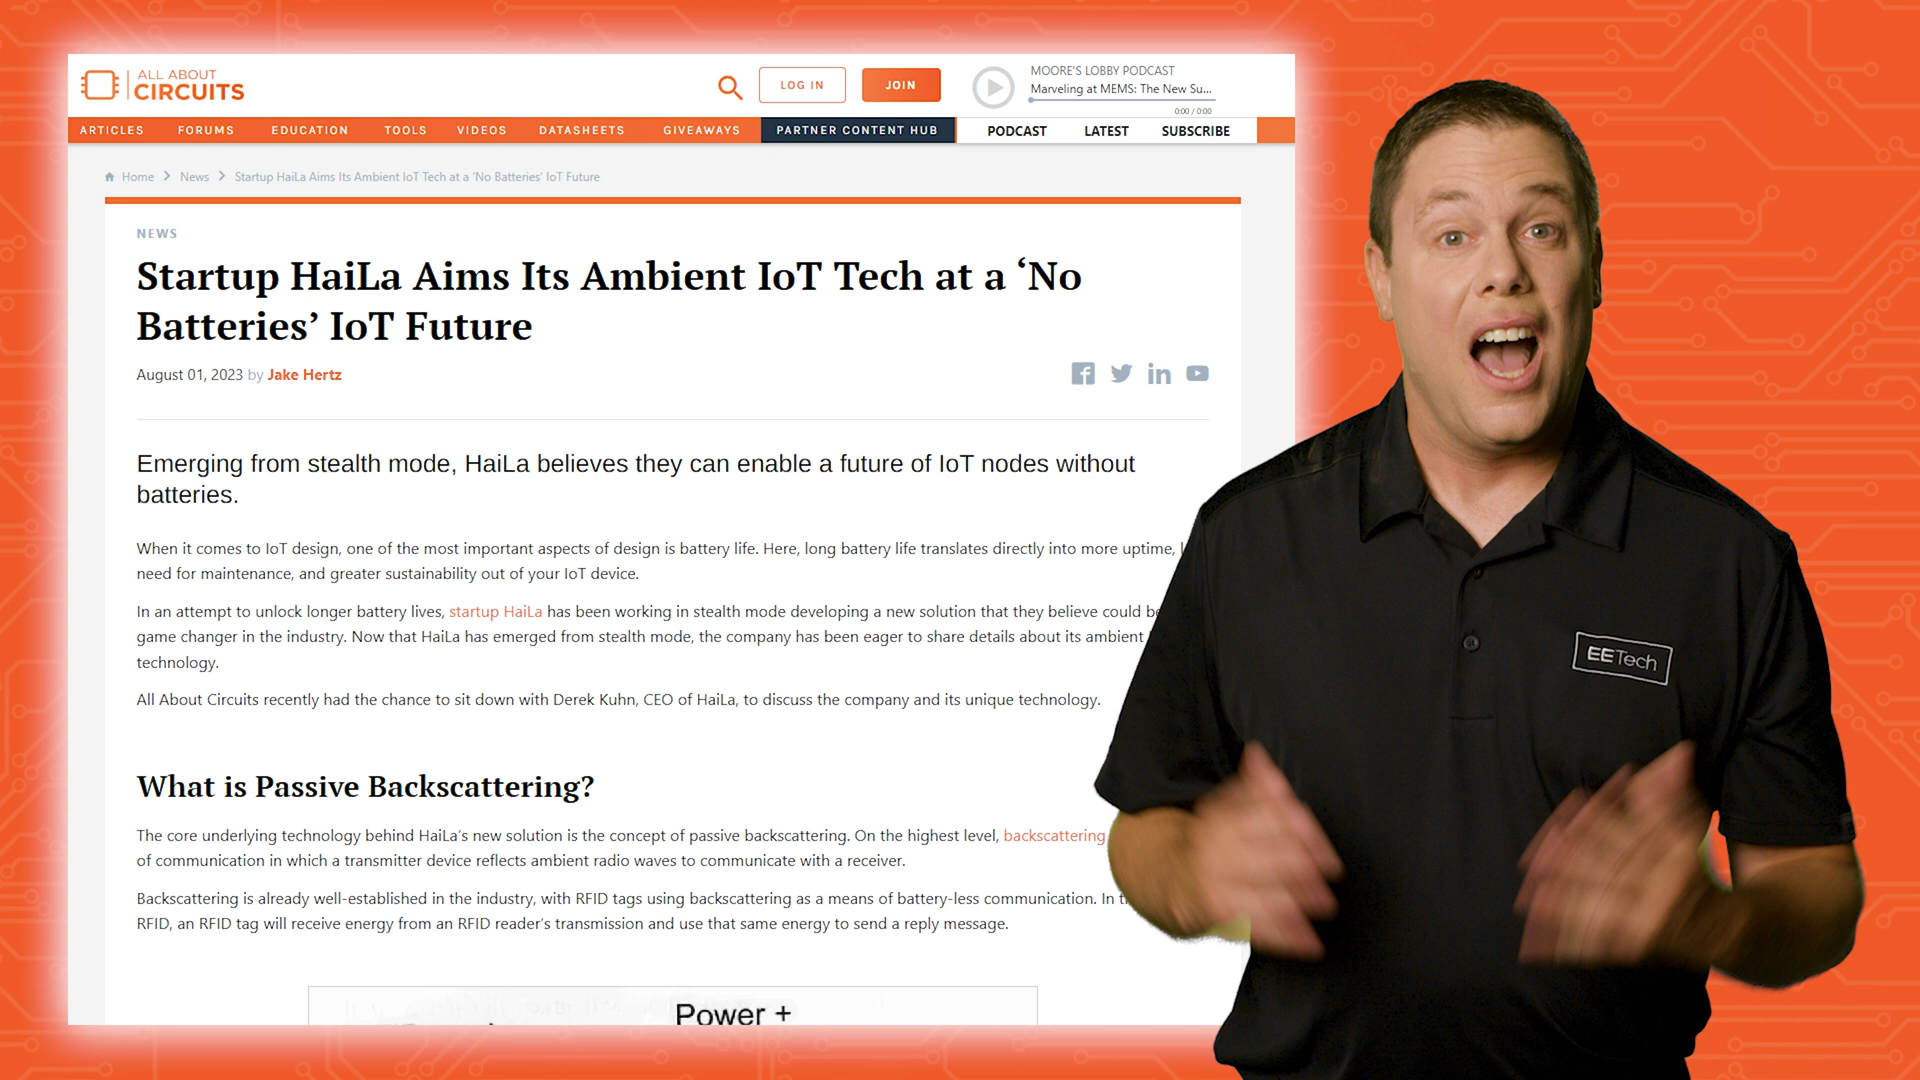 ALL ABOUT
CIRCUITS
LOG IN
JOIN
MOORE'S LOBBY PODCAST
Marveling at MEMS: The New Su...
0:00 / 0:00
ARTICLES FORUMS EDUCATION TOOLS VIDEOS DATASHEETS GIVEAWAYS PARTNER CONTENT HUB PODCAST LATEST SUBSCRIBE
Home News Startup HaiLa Aims Its Ambient IoT Tech at a 'No Batteries' IoT Future
NEWS
Startup HaiLa Aims Its Ambient IoT Tech at a ‘No
Batteries’ IoT Future
August 01, 2023 by Jake Hertz
Emerging from stealth mode, HaiLa believes they can enable a future of IoT nodes without
batteries.
When it comes to IoT design, one of the most important aspects of design is battery life. Here, long battery life translates directly into more uptime,
need for maintenance, and greater sustainability out of your IoT device.
In an attempt to unlock longer battery lives, startup HaiLa has been working in stealth mode developing a new solution that they believe could be
game changer in the industry. Now that HaiLa has emerged from stealth mode, the company has been eager to share details about its ambient
technology.
All About Circuits recently had the chance to sit down with Derek Kuhn, CEO of HaiLa, to discuss the company and its unique technology.
What is Passive Backscattering?
The core underlying technology behind HaiLa's new solution is the concept of passive backscattering. On the highest level, backscattering
of communication in which a transmitter device reflects ambient radio waves to communicate with a receiver.
Backscattering is already well-established in the industry, with RFID tags using backscattering as a means of battery-less communication. In
RFID, an RFID tag will receive energy from an RFID reader's transmission and use that same energy to send a reply message.
Power +
EETech